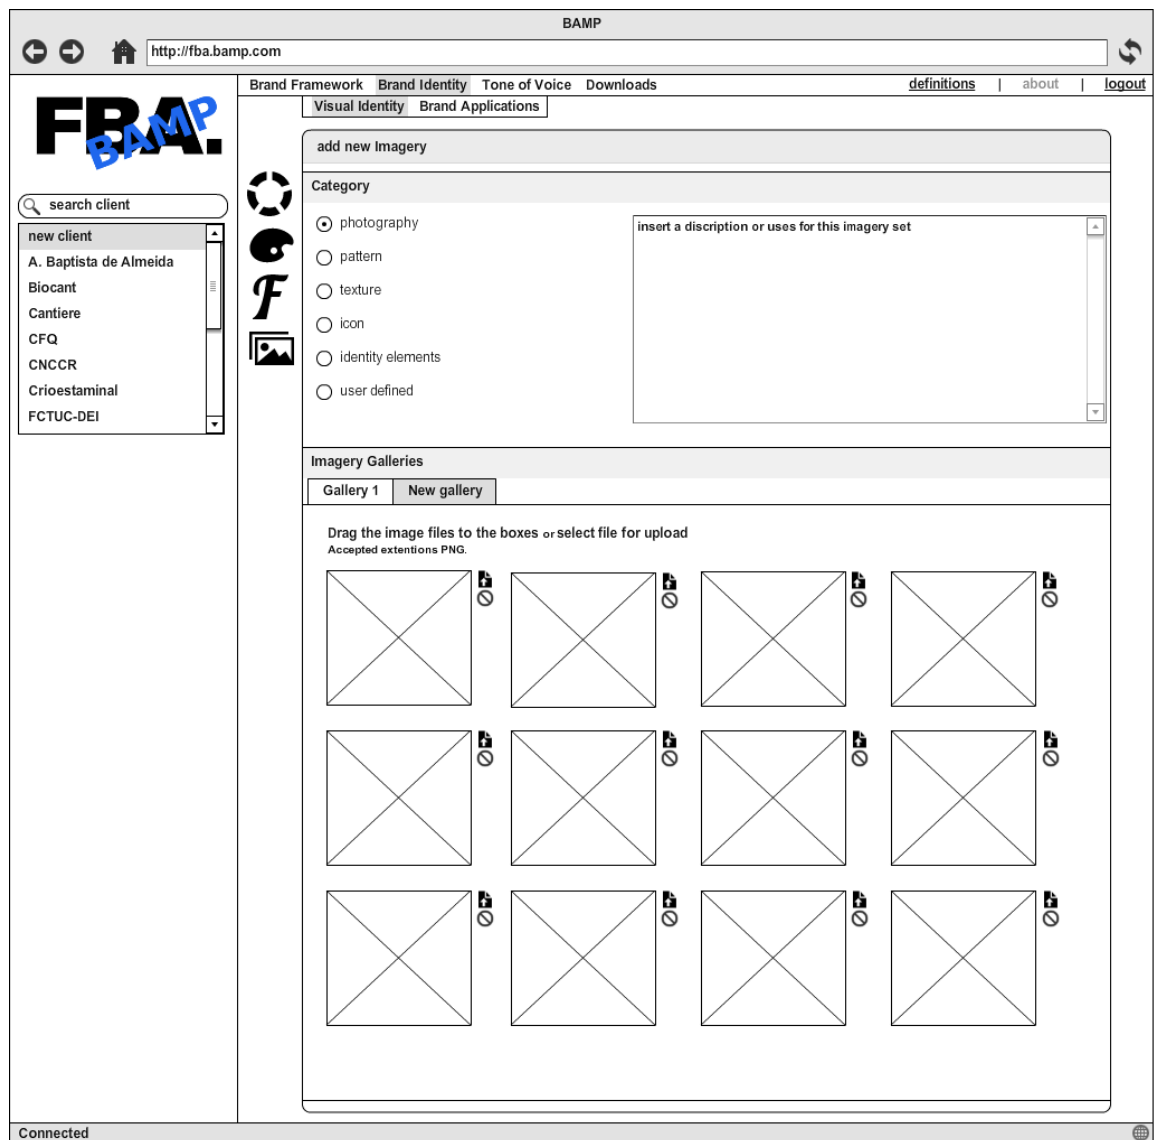 BAMP
http://fba.bamp.com
Brand Framework Brand Identity Tone of Voice Downloads definitions | about | logout
Visual Identity Brand Applications
FBA.
BAMP
search client
new client
A. Baptista de Almeida
Biocant
Cantiere
CFQ
CNCCR
Crioestaminal
FCTUC-DEI
F
add new Imagery
Category
photography
pattern
texture
icon
identity elements
user defined
insert a discription or uses for this imagery set
Imagery Galleries
Gallery 1 New gallery
Drag the image files to the boxes or select file for upload
Accepted extentions PNG.
Connected